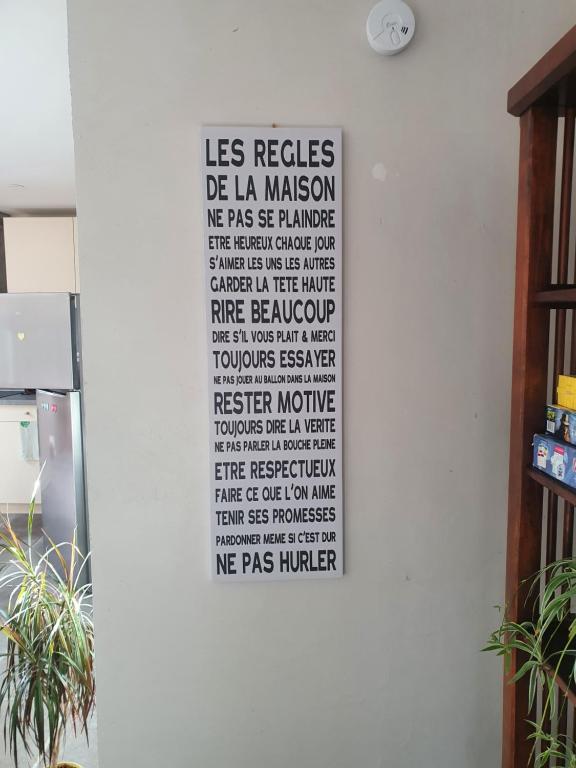 LES REGLES
DE LA MAISON
NE PAS SE PLAINDRE
ETRE HEUREUX CHAQUE JOUR
S'AIMER LES UNS LES AUTRES
GARDER LA TETE HAUTE
RIRE BEAUCOUP
DIRE S'IL VOUS PLAIT & MERCI
TOUJOURS ESSAYER
NE PAS JOUER AU BALLON DANS LA MAISON
RESTER MOTIVE
TOUJOURS DIRE LA VERITE
NE PAS PARLER LA BOUCHE PLEINE
ETRE RESPECTUEUX
FAIRE CE QUE L'ON AIME
TENIR SES PROMESSES
PARDONNER MEME SI C'EST DUR
NE PAS HURLER